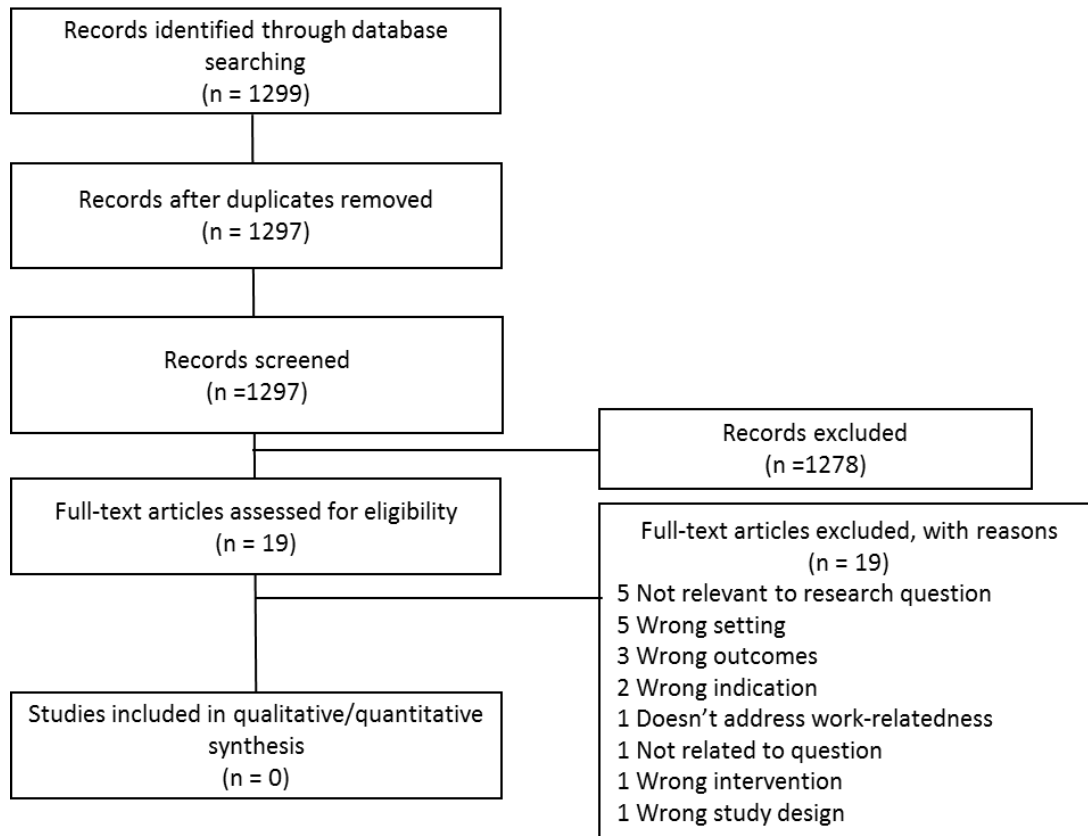 Records identified through database
searching
(n = 1299)
Records after duplicates removed
(n = 1297)
Records screened
(n =1297)
Records excluded
(n =1278)
Full-text articles assessed for eligibility
(n = 19)
Full-text articles excluded, with reasons
(n = 19)
5 Not relevant to research question
5 Wrong setting
3 Wrong outcomes
2 Wrong indication
1 Doesn’t address work-relatedness
1 Not related to question
1 Wrong intervention
1 Wrong study design
Studies included in qualitative/quantitative
synthesis
(n = 0)